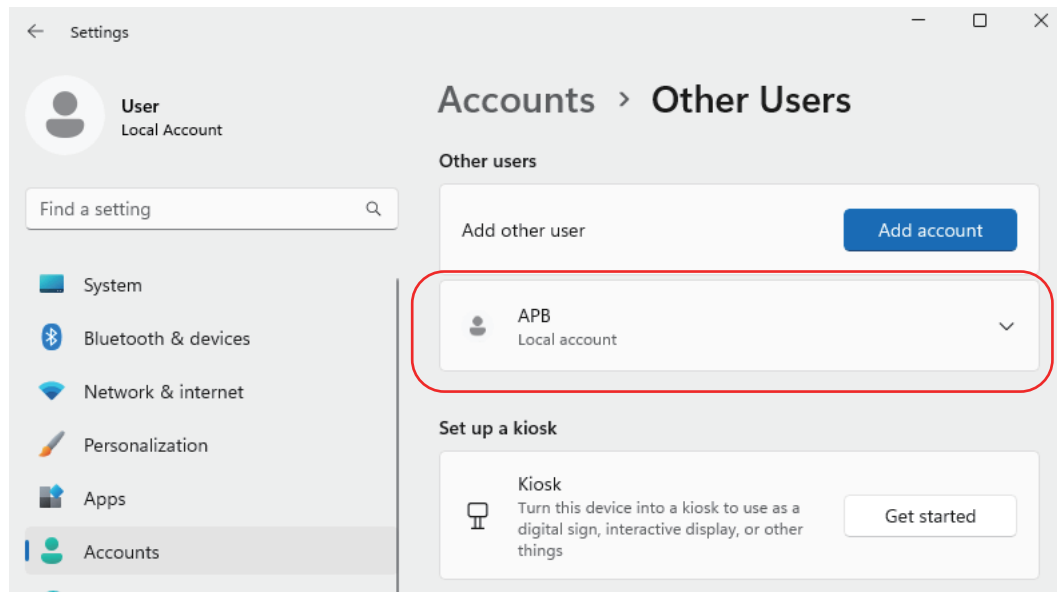 Settings
User
Local Account
Find a setting
System
Bluetooth & devices
Network & internet
Personalization
Apps
Accounts
Accounts > Other Users
Other users
Add other user
Add account
APB
Local account
Set up a kiosk
Kiosk
Turn this device into a kiosk to use as a
digital sign, interactive display, or other
things
Get started